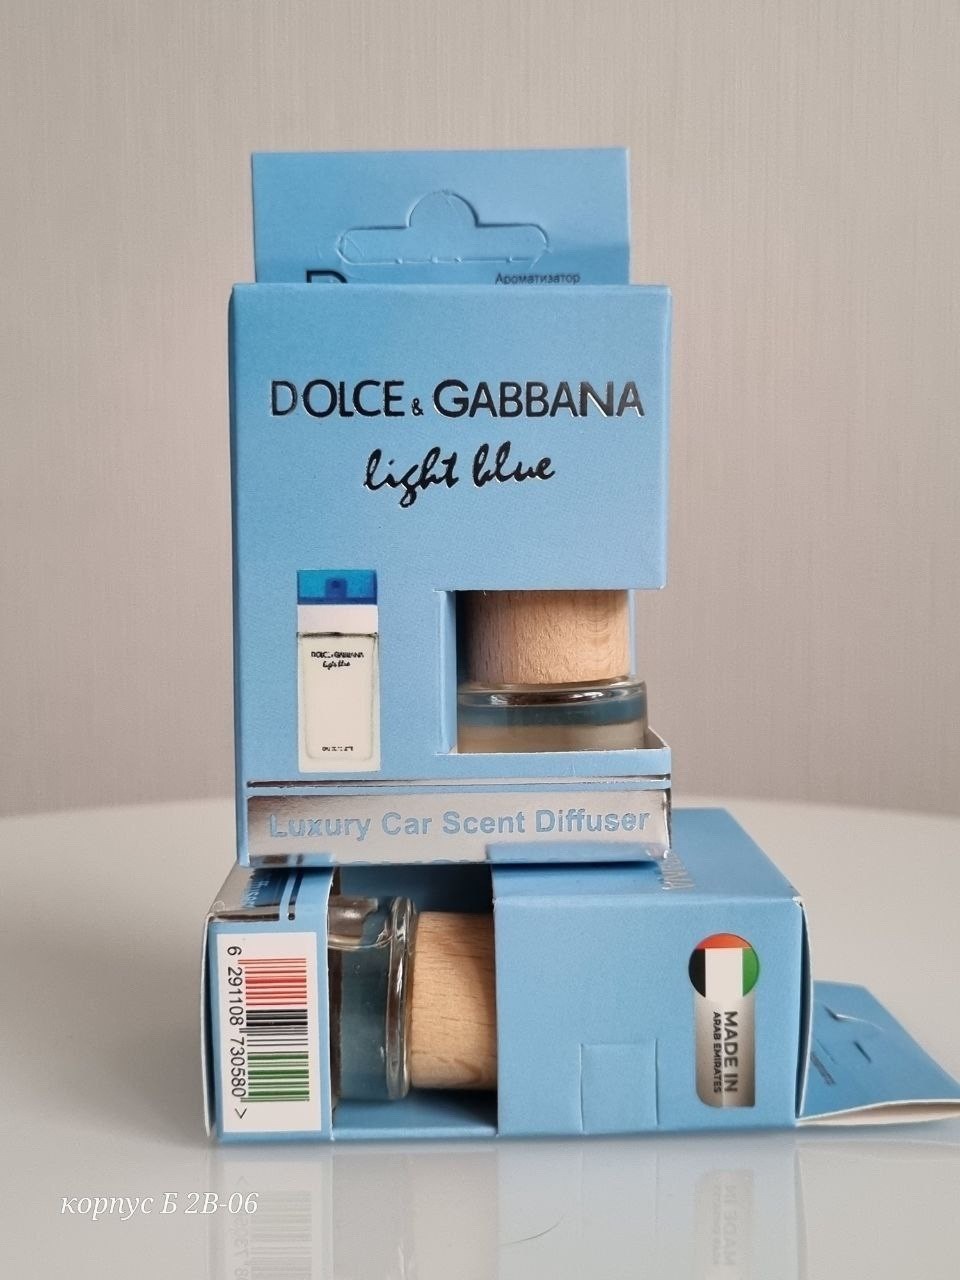 Ароматизатор
DOLCE & GABBANA
light blue
DOLCE & GABBANA
light blue
Luxury Car Scent Diffuser
6 291108 730580 >
MADE IN
ARAB EMIRATES
корпус Б 2В-06